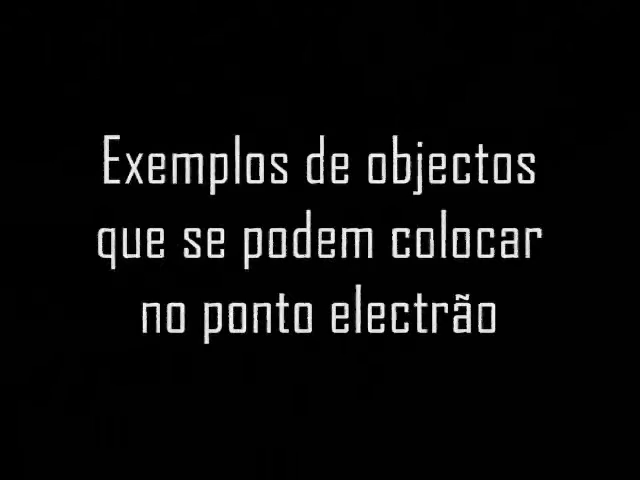 Exemplos de objectos
que se podem colocar
no ponto electrão